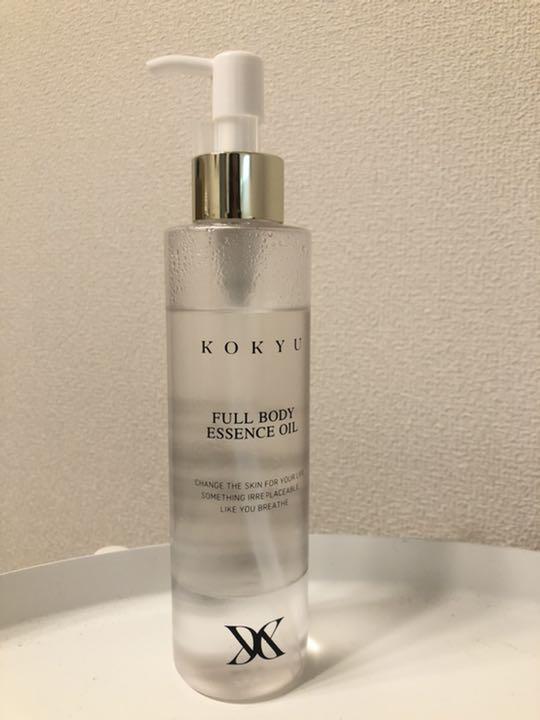 KOKYU
FULL BODY
ESSENCE OIL
CHANGE THE SKIN FOR YOUR LIFE
SOMETHING IRREPLACEABLE
LIKE YOU BREATHE